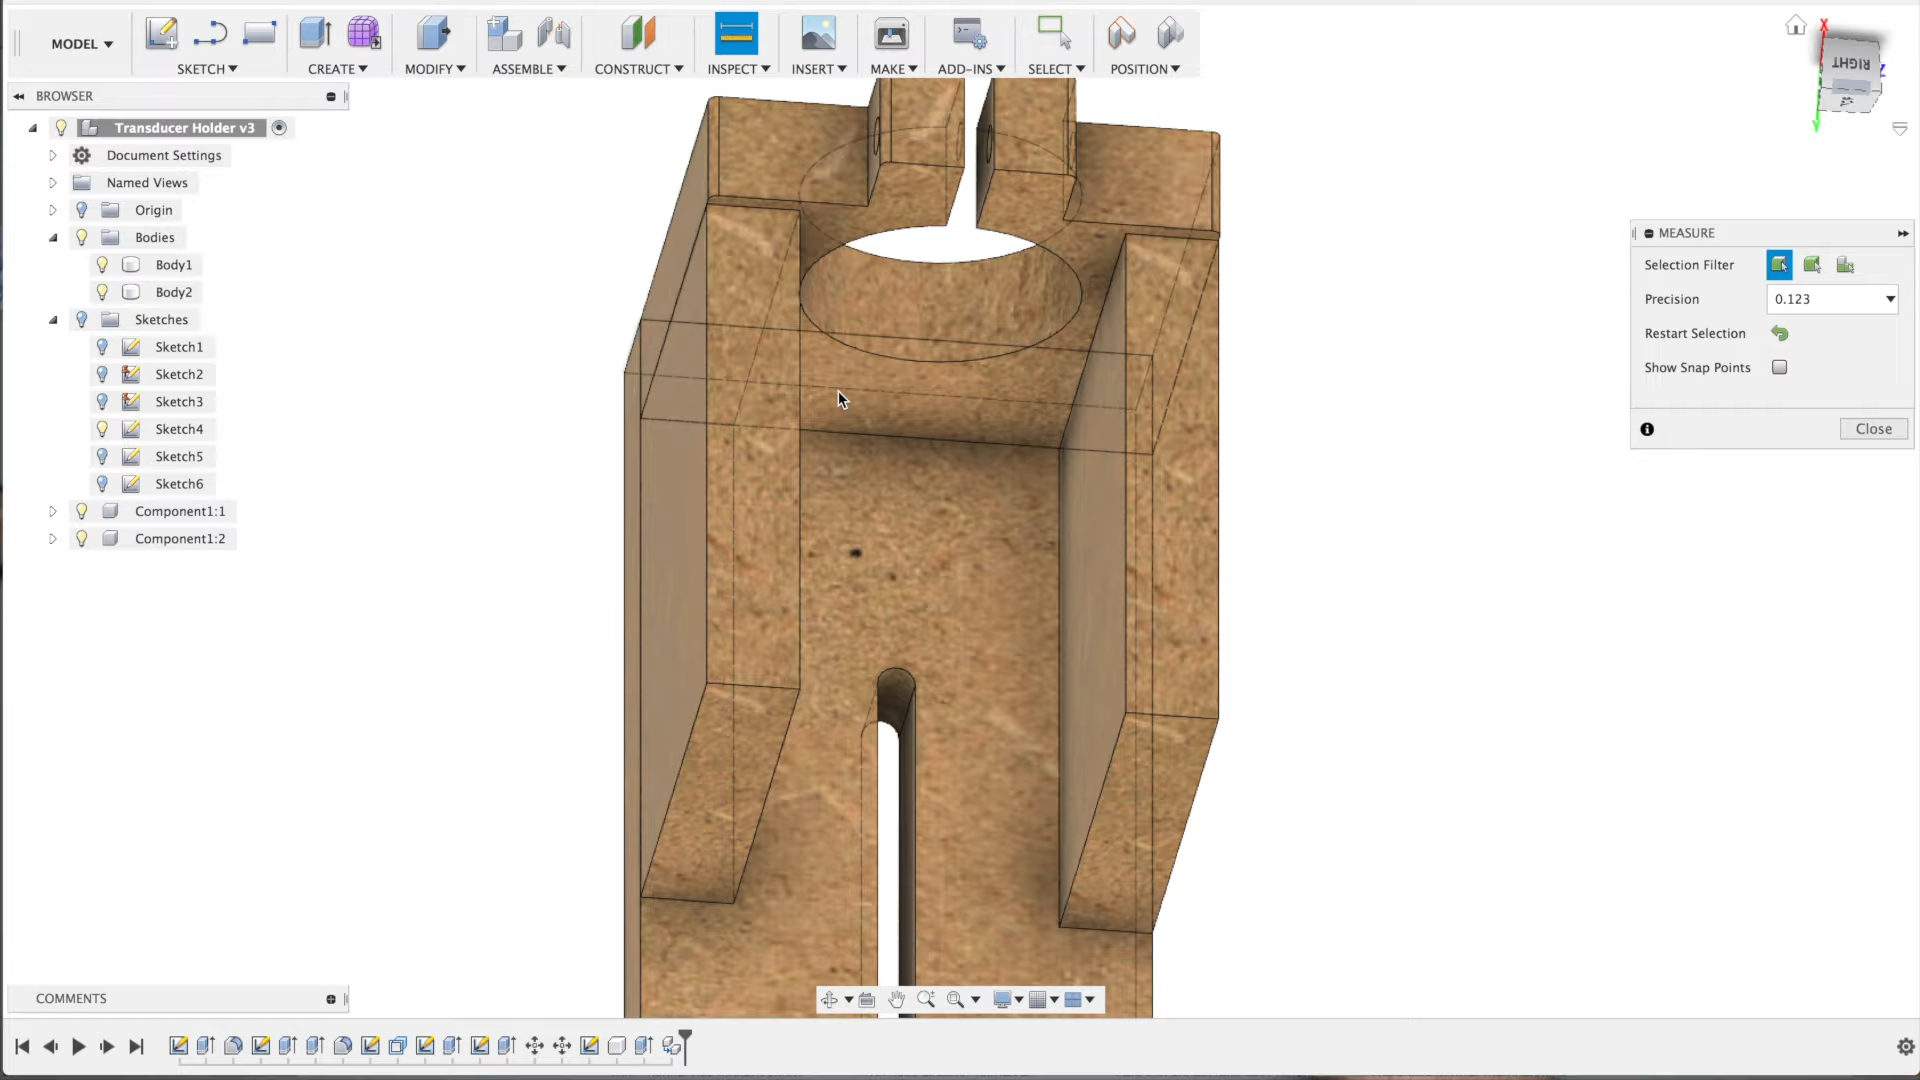 MODEL
SKETCH
CREATE
MODIFY
ASSEMBLE
CONSTRUCT
INSPECT
INSERT
MAKE
ADD-INS
SELECT
POSITION
X
RIGHT
Z
Y
BROWSER
Transducer Holder v3
Document Settings
Named Views
Origin
Bodies
Body1
Body2
Sketches
Sketch1
Sketch2
Sketch3
Sketch4
Sketch5
Sketch6
Component1:1
Component1:2
MEASURE
Selection Filter
Precision
0.123
Restart Selection
Show Snap Points
Close
COMMENTS